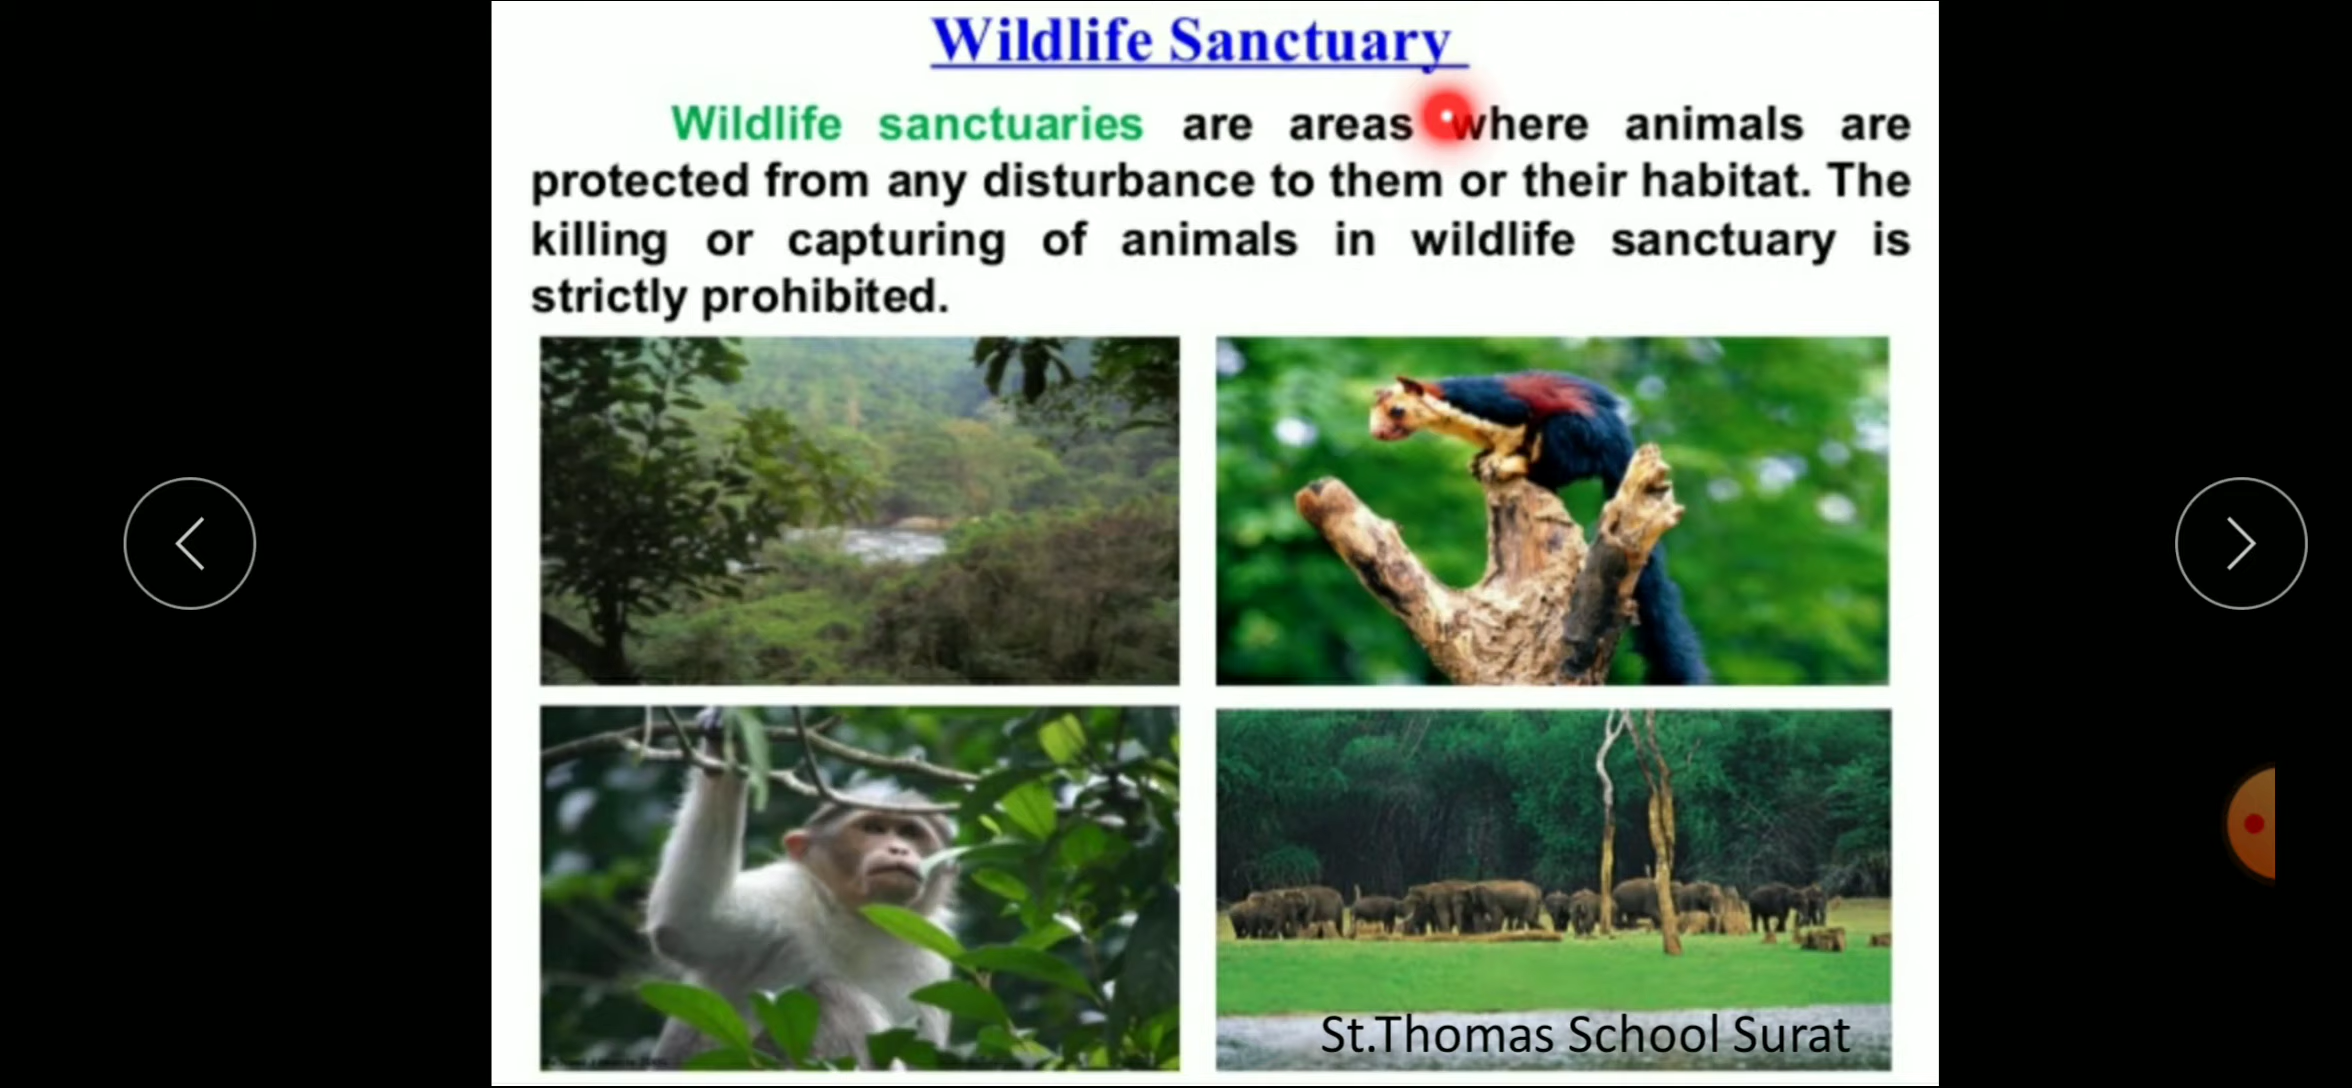 Wildlife Sanctuary
Wildlife sanctuaries are areas where animals are
protected from any disturbance to them or their habitat. The
killing or capturing of animals in wildlife sanctuary is
strictly prohibited.
St.Thomas School Surat